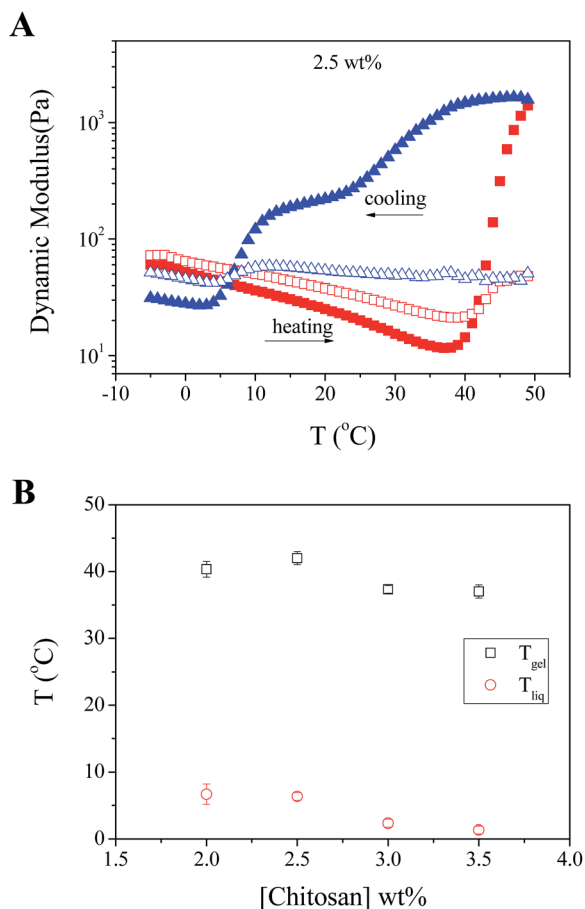 A
2.5 wt%
Dynamic Modulus(Pa)
10³
10²
10¹
cooling
heating
-10 0 10 20 30 40 50
T (°C)
B
50
40
30
20
10
0
T (°C)
T_gel
T_liq
1.5 2.0 2.5 3.0 3.5 4.0
[Chitosan] wt%